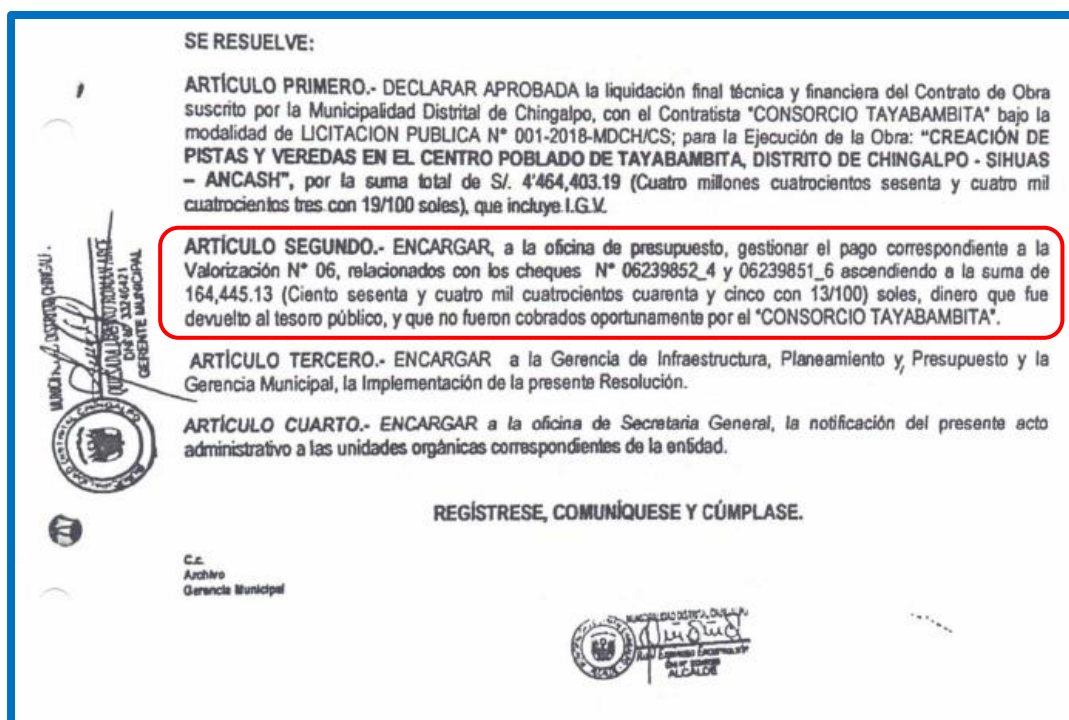 SE RESUELVE:
ARTÍCULO PRIMERO.- DECLARAR APROBADA la liquidación final técnica y financiera del Contrato de Obra
suscrito por la Municipalidad Distrital de Chingalpo, con el Contratista "CONSORCIO TAYABAMBITA" bajo la
modalidad de LICITACION PUBLICA N° 001-2018-MDCH/CS; para la Ejecución de la Obra: "CREACIÓN DE
PISTAS Y VEREDAS EN EL CENTRO POBLADO DE TAYABAMBITA, DISTRITO DE CHINGALPO - SIHUAS
– ANCASH", por la suma total de S/. 4'464,403.19 (Cuatro millones cuatrocientos sesenta y cuatro mil
cuatrocientos tres con 19/100 soles), que incluye I.G.V.
ARTÍCULO SEGUNDO.- ENCARGAR, a la oficina de presupuesto, gestionar el pago correspondiente a la
Valorización N° 06, relacionados con los cheques N° 06239852_4 y 06239851_6 ascendiendo a la suma de
164,445.13 (Ciento sesenta y cuatro mil cuatrocientos cuarenta y cinco con 13/100) soles, dinero que fue
devuelto al tesoro público, y que no fueron cobrados oportunamente por el "CONSORCIO TAYABAMBITA".
ARTÍCULO TERCERO.- ENCARGAR a la Gerencia de Infraestructura, Planeamiento y, Presupuesto y la
Gerencia Municipal, la Implementación de la presente Resolución.
ARTÍCULO CUARTO.- ENCARGAR a la oficina de Secretaria General, la notificación del presente acto
administrativo a las unidades orgánicas correspondientes de la entidad.
REGÍSTRESE, COMUNÍQUESE Y CÚMPLASE.
C.c.
Archivo
Gerencia Municipal
DNI N° 33246421
GERENTE MUNICIPAL
ALCALDE